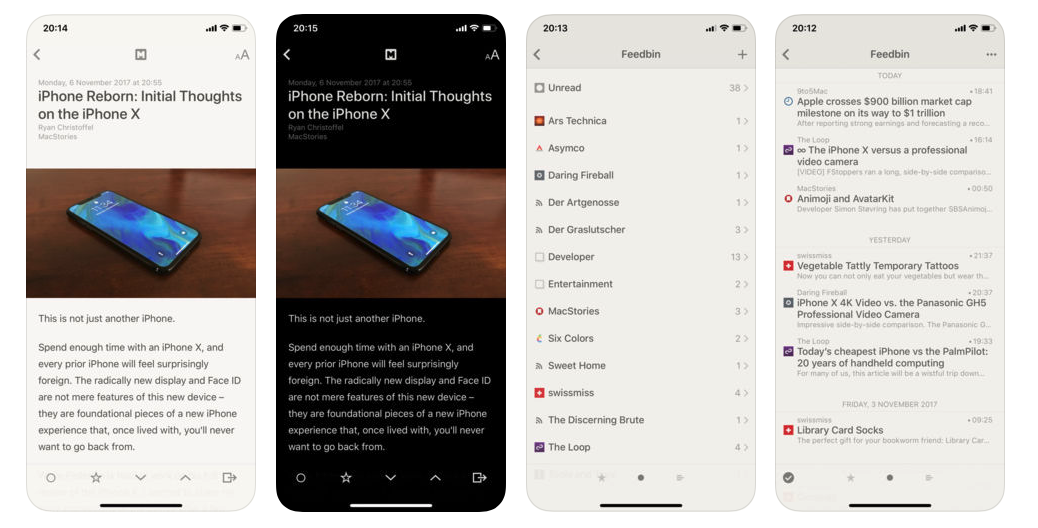 20:14
AA
Monday, 6 November 2017 at 20:55
iPhone Reborn: Initial Thoughts
on the iPhone X
Ryan Christoffel
MacStories
11:34
This is not just another iPhone.
Spend enough time with an iPhone X, and
every prior iPhone will feel surprisingly
foreign. The radically new display and Face ID
are not mere features of this new device –
they are foundational pieces of a new iPhone
experience that, once lived with, you'll never
want to go back from.
20:15
AA
Monday, 6 November 2017 at 20:55
iPhone Reborn: Initial Thoughts
on the iPhone X
Ryan Christoffel
MacStories
11:34
This is not just another iPhone.
Spend enough time with an iPhone X, and
every prior iPhone will feel surprisingly
foreign. The radically new display and Face ID
are not mere features of this new device –
they are foundational pieces of a new iPhone
experience that, once lived with, you'll never
want to go back from.
20:13
Feedbin
Unread 38
Ars Technica 1
Asymco 1
Daring Fireball 1
Der Artgenosse 1
Der Graslutscher 3
Developer 13
Entertainment 2
MacStories 3
Six Colors 2
Sweet Home 1
swissmiss 4
The Discerning Brute 1
The Loop 4
20:12
Feedbin
TODAY
9to5Mac • 18:41
Apple crosses $900 billion market cap
milestone on its way to $1 trillion
After reporting strong earnings and forecasting a reco...
The Loop • 16:14
∞ The iPhone X versus a professional
video camera
[VIDEO] FStoppers ran a long, side-by-side compariso...
MacStories • 00:50
Animoji and AvatarKit
Developer Simon Støvring has put together SBSAnimoj...
YESTERDAY
swissmiss • 21:37
Vegetable Tattly Temporary Tattoos
Now you can not only eat your vegetables but wear th...
Daring Fireball • 20:37
iPhone X 4K Video vs. the Panasonic GH5
Professional Video Camera
Impressive side-by-side comparison. The Panasonic G...
The Loop • 19:33
Today's cheapest iPhone vs the PalmPilot:
20 years of handheld computing
For many of us, this article will be a wistful trip down...
FRIDAY, 3 NOVEMBER 2017
swissmiss • 09:25
Library Card Socks
The perfect gift for your bookworm friend: Library Car...